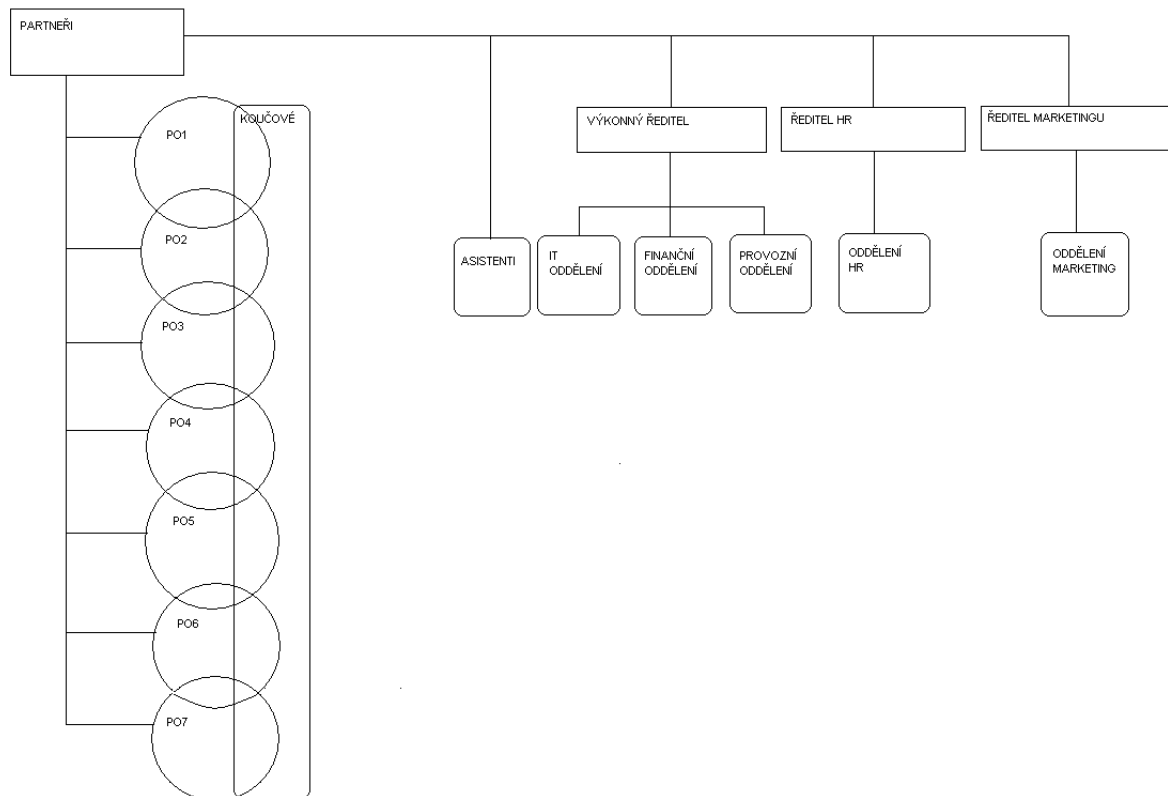 PARTNEŘI
KOUČOVÉ
PO1
PO2
PO3
PO4
PO5
PO6
PO7
VÝKONNÝ ŘEDITEL
ŘEDITEL HR
ŘEDITEL MARKETINGU
ASISTENTI
IT
ODDĚLENÍ
FINANČNÍ
ODDĚLENÍ
PROVOZNÍ
ODDĚLENÍ
ODDĚLENÍ
HR
ODDĚLENÍ
MARKETING